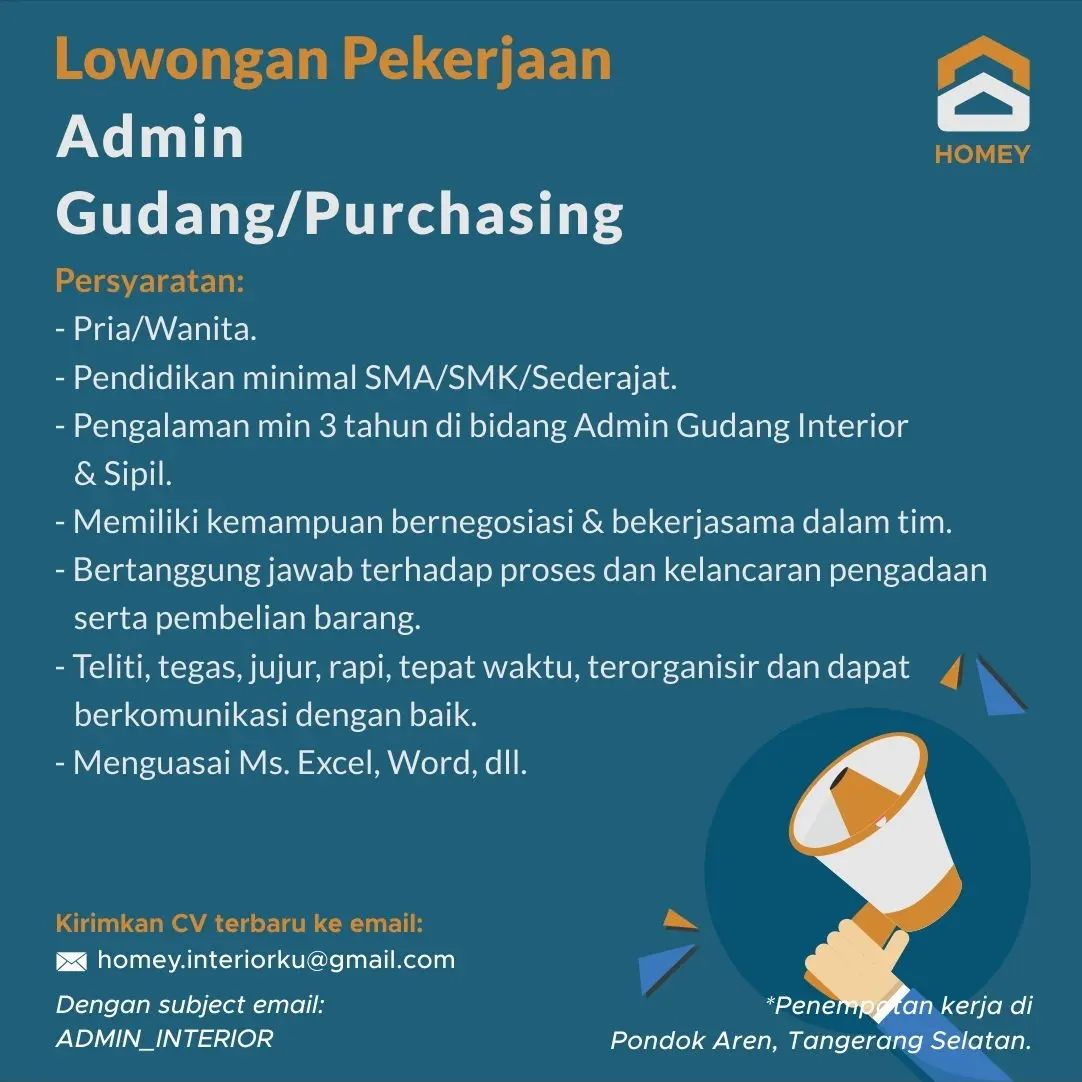 Lowongan Pekerjaan
Admin
Gudang/Purchasing
HOMEY
Persyaratan:
- Pria/Wanita.
- Pendidikan minimal SMA/SMK/Sederajat.
- Pengalaman min 3 tahun di bidang Admin Gudang Interior
& Sipil.
- Memiliki kemampuan bernegosiasi & bekerjasama dalam tim.
- Bertanggung jawab terhadap proses dan kelancaran pengadaan
serta pembelian barang.
- Teliti, tegas, jujur, rapi, tepat waktu, terorganisir dan dapat
berkomunikasi dengan baik.
- Menguasai Ms. Excel, Word, dll.
Kirimkan CV terbaru ke email:
homey.interiorku@gmail.com
Dengan subject email:
ADMIN_INTERIOR
*Penempatan kerja di
Pondok Aren, Tangerang Selatan.